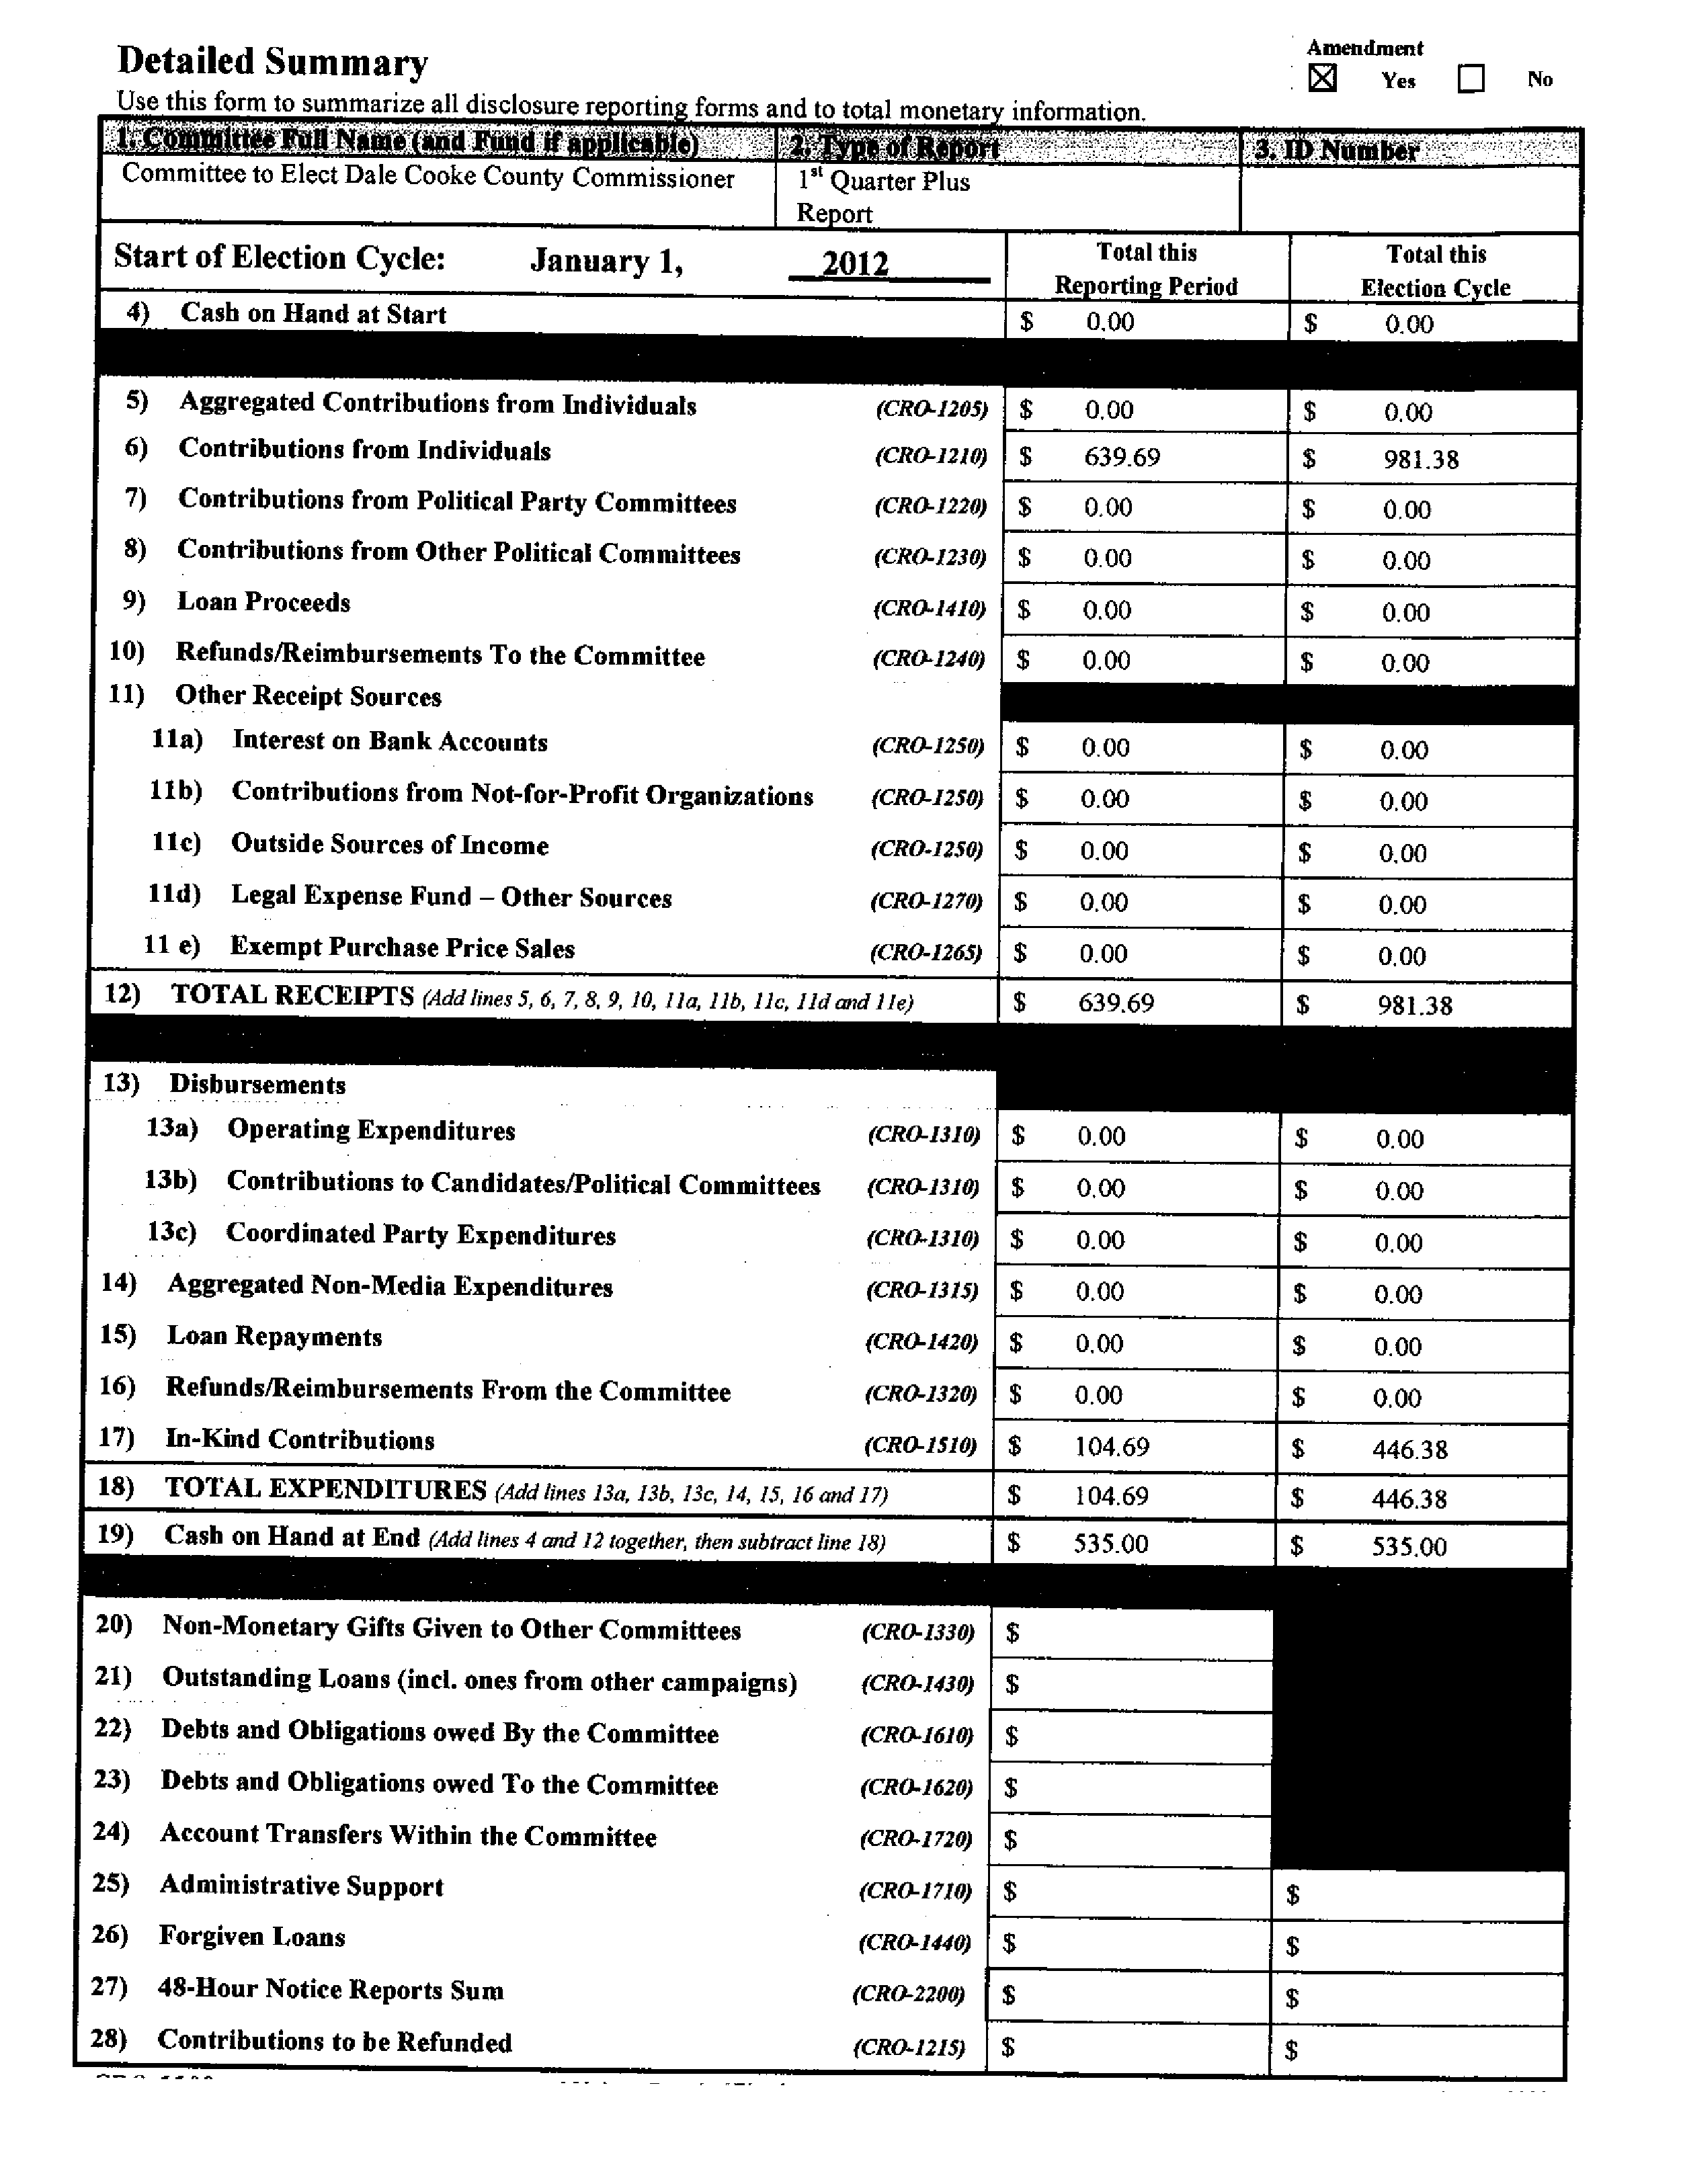 Amendment
Detailed Summary
☒ Yes ☐ No
Use this form to summarize all disclosure reporting forms and to total monetary information.
1. Committee Full Name (and Fund if applicable) 2. Type of Report 3. ID Number
Committee to Elect Dale Cooke County Commissioner 1st Quarter Plus
Report
Start of Election Cycle: January 1, 2012 Total this Total this
Reporting Period Election Cycle
4) Cash on Hand at Start $ 0.00 $ 0.00
5) Aggregated Contributions from Individuals (CRO-1205) $ 0.00 $ 0.00
6) Contributions from Individuals (CRO-1210) $ 639.69 $ 981.38
7) Contributions from Political Party Committees (CRO-1220) $ 0.00 $ 0.00
8) Contributions from Other Political Committees (CRO-1230) $ 0.00 $ 0.00
9) Loan Proceeds (CRO-1410) $ 0.00 $ 0.00
10) Refunds/Reimbursements To the Committee (CRO-1240) $ 0.00 $ 0.00
11) Other Receipt Sources
11a) Interest on Bank Accounts (CRO-1250) $ 0.00 $ 0.00
11b) Contributions from Not-for-Profit Organizations (CRO-1250) $ 0.00 $ 0.00
11c) Outside Sources of Income (CRO-1250) $ 0.00 $ 0.00
11d) Legal Expense Fund – Other Sources (CRO-1270) $ 0.00 $ 0.00
11 e) Exempt Purchase Price Sales (CRO-1265) $ 0.00 $ 0.00
12) TOTAL RECEIPTS (Add lines 5, 6, 7, 8, 9, 10, 11a, 11b, 11c, 11d and 11e) $ 639.69 $ 981.38
13) Disbursements
13a) Operating Expenditures (CRO-1310) $ 0.00 $ 0.00
13b) Contributions to Candidates/Political Committees (CRO-1310) $ 0.00 $ 0.00
13c) Coordinated Party Expenditures (CRO-1310) $ 0.00 $ 0.00
14) Aggregated Non-Media Expenditures (CRO-1315) $ 0.00 $ 0.00
15) Loan Repayments (CRO-1420) $ 0.00 $ 0.00
16) Refunds/Reimbursements From the Committee (CRO-1320) $ 0.00 $ 0.00
17) In-Kind Contributions (CRO-1510) $ 104.69 $ 446.38
18) TOTAL EXPENDITURES (Add lines 13a, 13b, 13c, 14, 15, 16 and 17) $ 104.69 $ 446.38
19) Cash on Hand at End (Add lines 4 and 12 together, then subtract line 18) $ 535.00 $ 535.00
20) Non-Monetary Gifts Given to Other Committees (CRO-1330) $
21) Outstanding Loans (incl. ones from other campaigns) (CRO-1430) $
22) Debts and Obligations owed By the Committee (CRO-1610) $
23) Debts and Obligations owed To the Committee (CRO-1620) $
24) Account Transfers Within the Committee (CRO-1720) $
25) Administrative Support (CRO-1710) $ $
26) Forgiven Loans (CRO-1440) $ $
27) 48-Hour Notice Reports Sum (CRO-2200) $ $
28) Contributions to be Refunded (CRO-1215) $ $